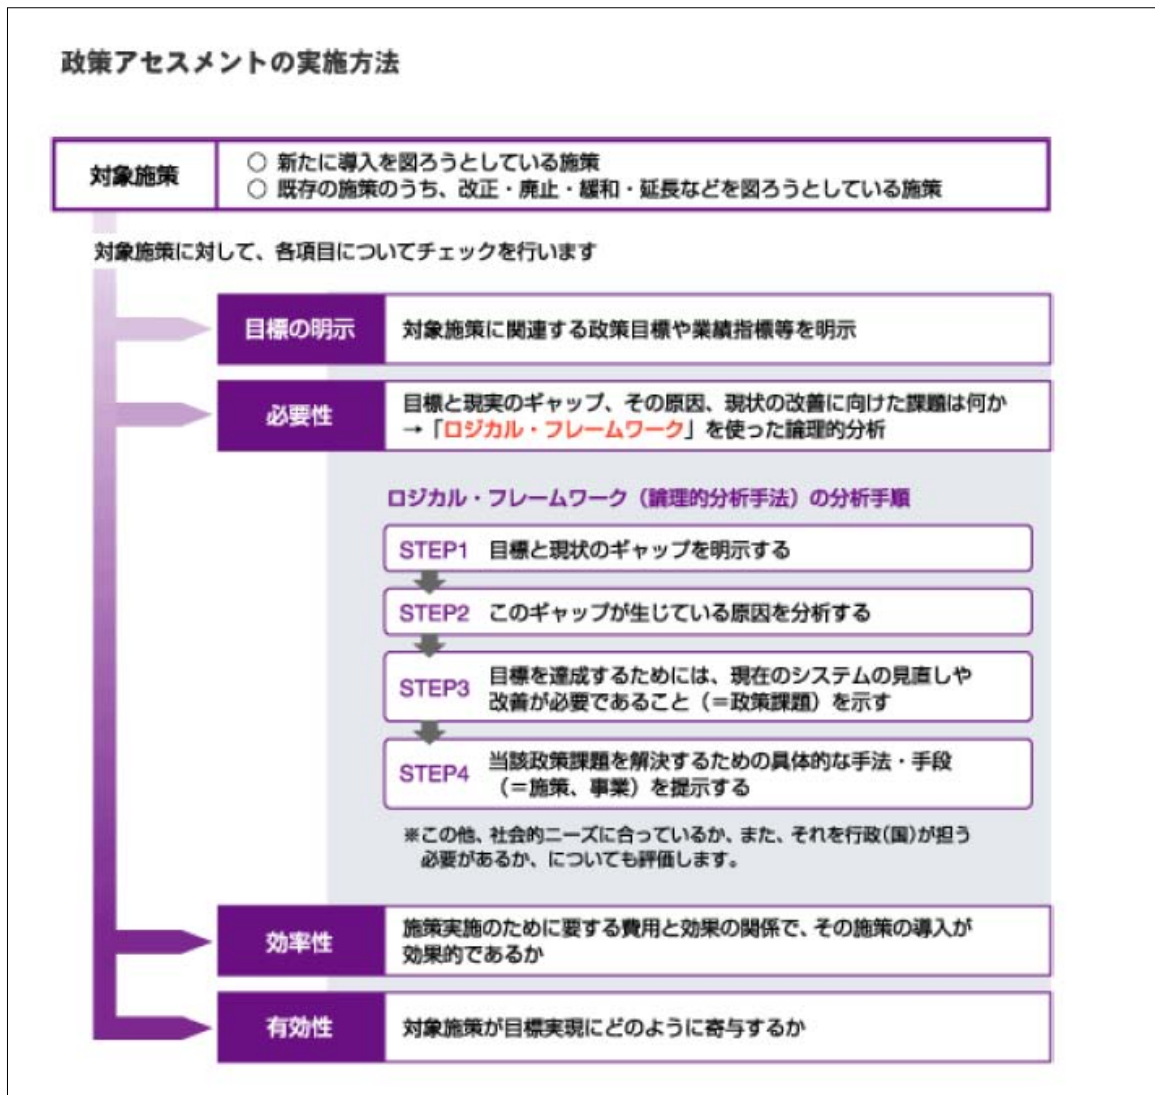 政策アセスメントの実施方法
対象施策
○ 新たに導入を図ろうとしている施策
○ 既存の施策のうち、改正・廃止・緩和・延長などを図ろうとしている施策
対象施策に対して、各項目についてチェックを行います
目標の明示
対象施策に関連する政策目標や業績指標等を明示
必要性
目標と現実のギャップ、その原因、現状の改善に向けた課題は何か
→「ロジカル・フレームワーク」を使った論理的分析
ロジカル・フレームワーク（論理的分析手法）の分析手順
STEP1 目標と現状のギャップを明示する
STEP2 このギャップが生じている原因を分析する
STEP3
目標を達成するためには、現在のシステムの見直しや
改善が必要であること（＝政策課題）を示す
STEP4
当該政策課題を解決するための具体的な手法・手段
（＝施策、事業）を提示する
※この他、社会的ニーズに合っているか、また、それを行政(国)が担う
必要があるか、についても評価します。
効率性
施策実施のために要する費用と効果の関係で、その施策の導入が
効果的であるか
有効性
対象施策が目標実現にどのように寄与するか